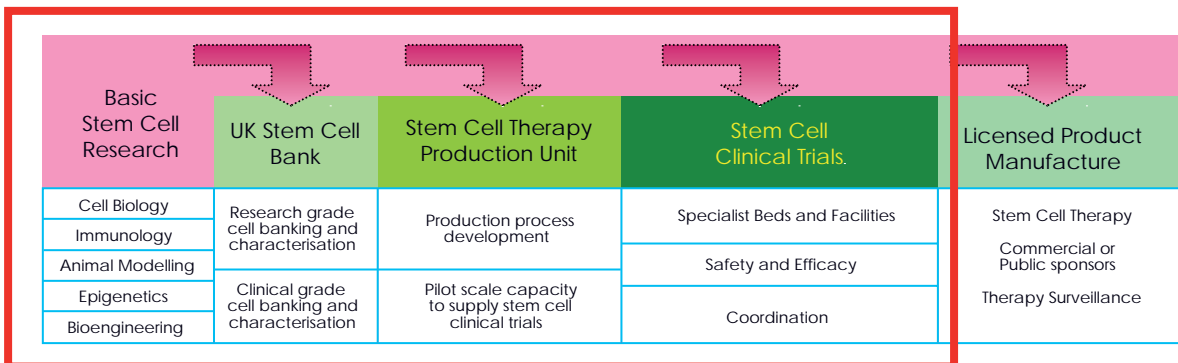 Basic
Stem Cell
Research
UK Stem Cell
Bank
Stem Cell Therapy
Production Unit
Stem Cell
Clinical Trials.
Licensed Product
Manufacture
Cell Biology
Immunology
Animal Modelling
Epigenetics
Bioengineering
Research grade
cell banking and
characterisation
Clinical grade
cell banking and
characterisation
Production process
development
Pilot scale capacity
to supply stem cell
clinical trials
Specialist Beds and Facilities
Safety and Efficacy
Coordination
Stem Cell Therapy
Commercial or
Public sponsors
Therapy Surveillance